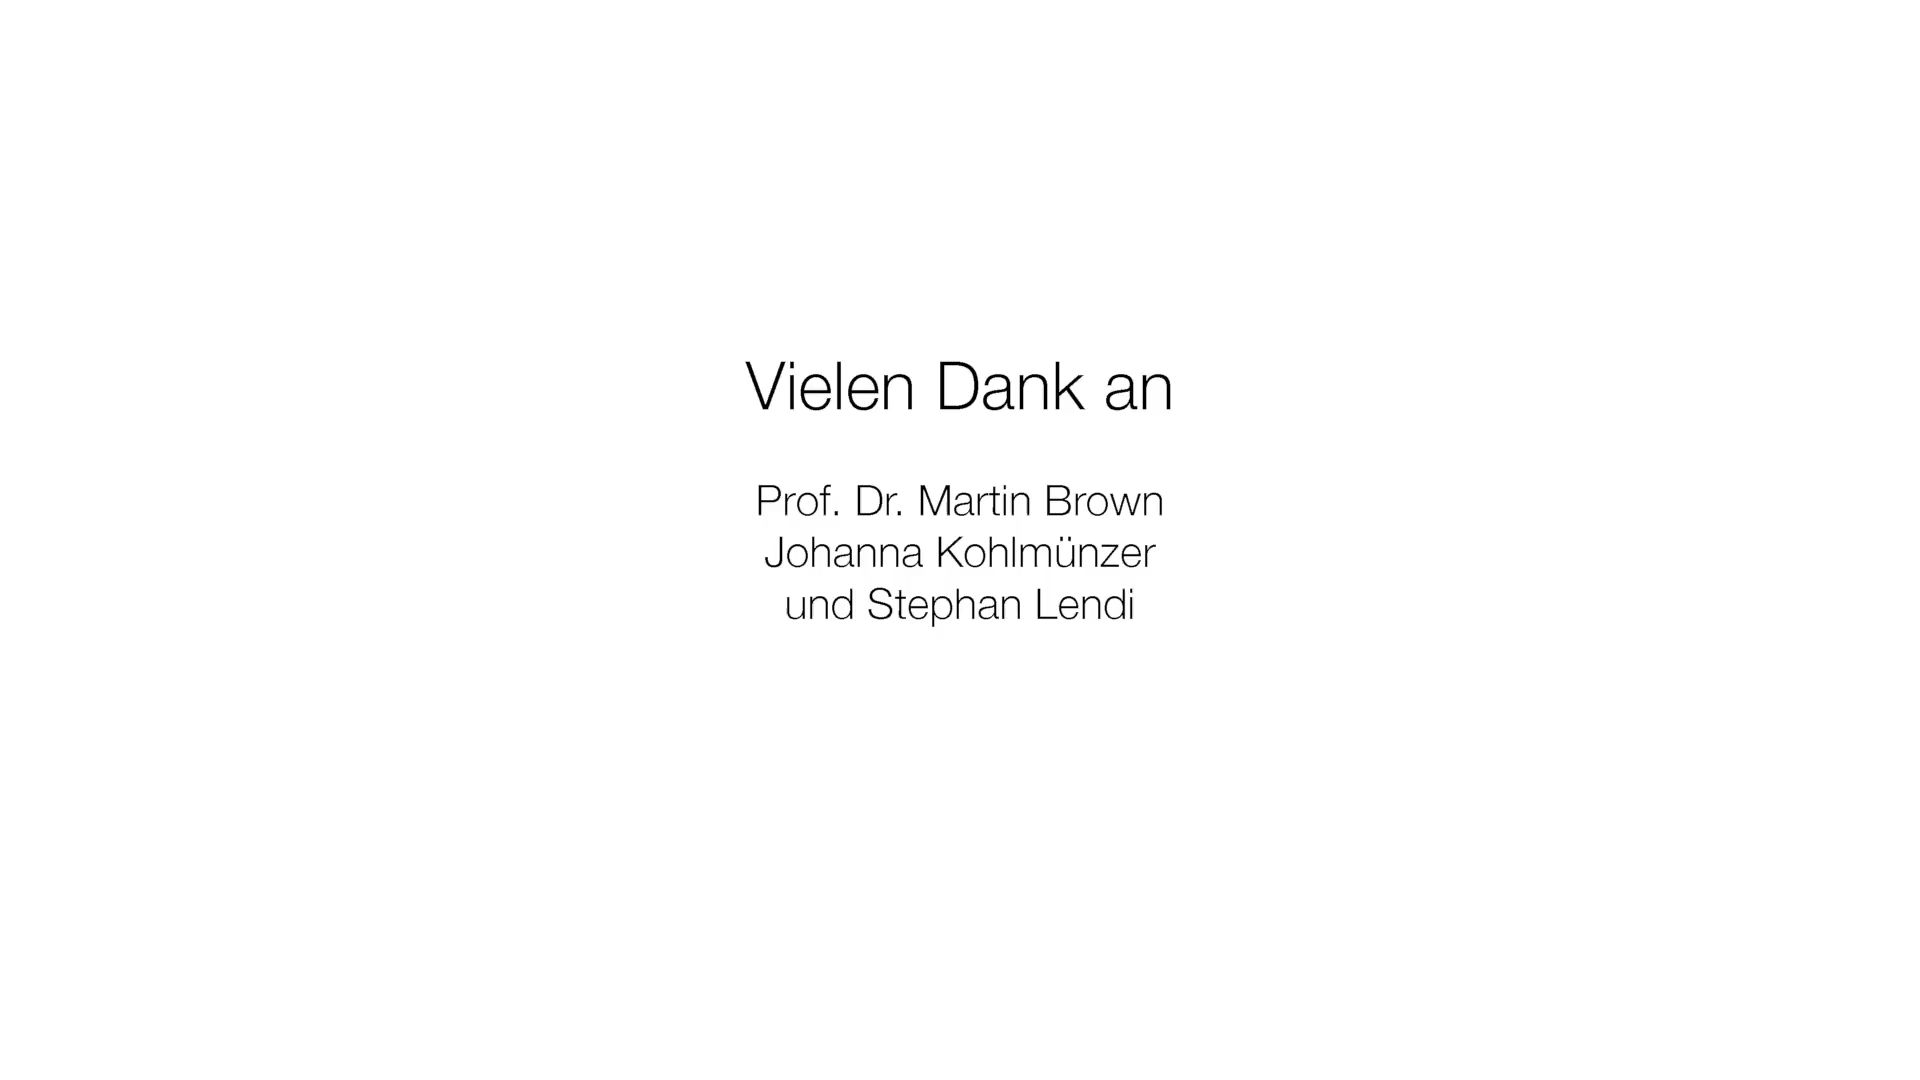 Vielen Dank an
Prof. Dr. Martin Brown
Johanna Kohlmünzer
und Stephan Lendi